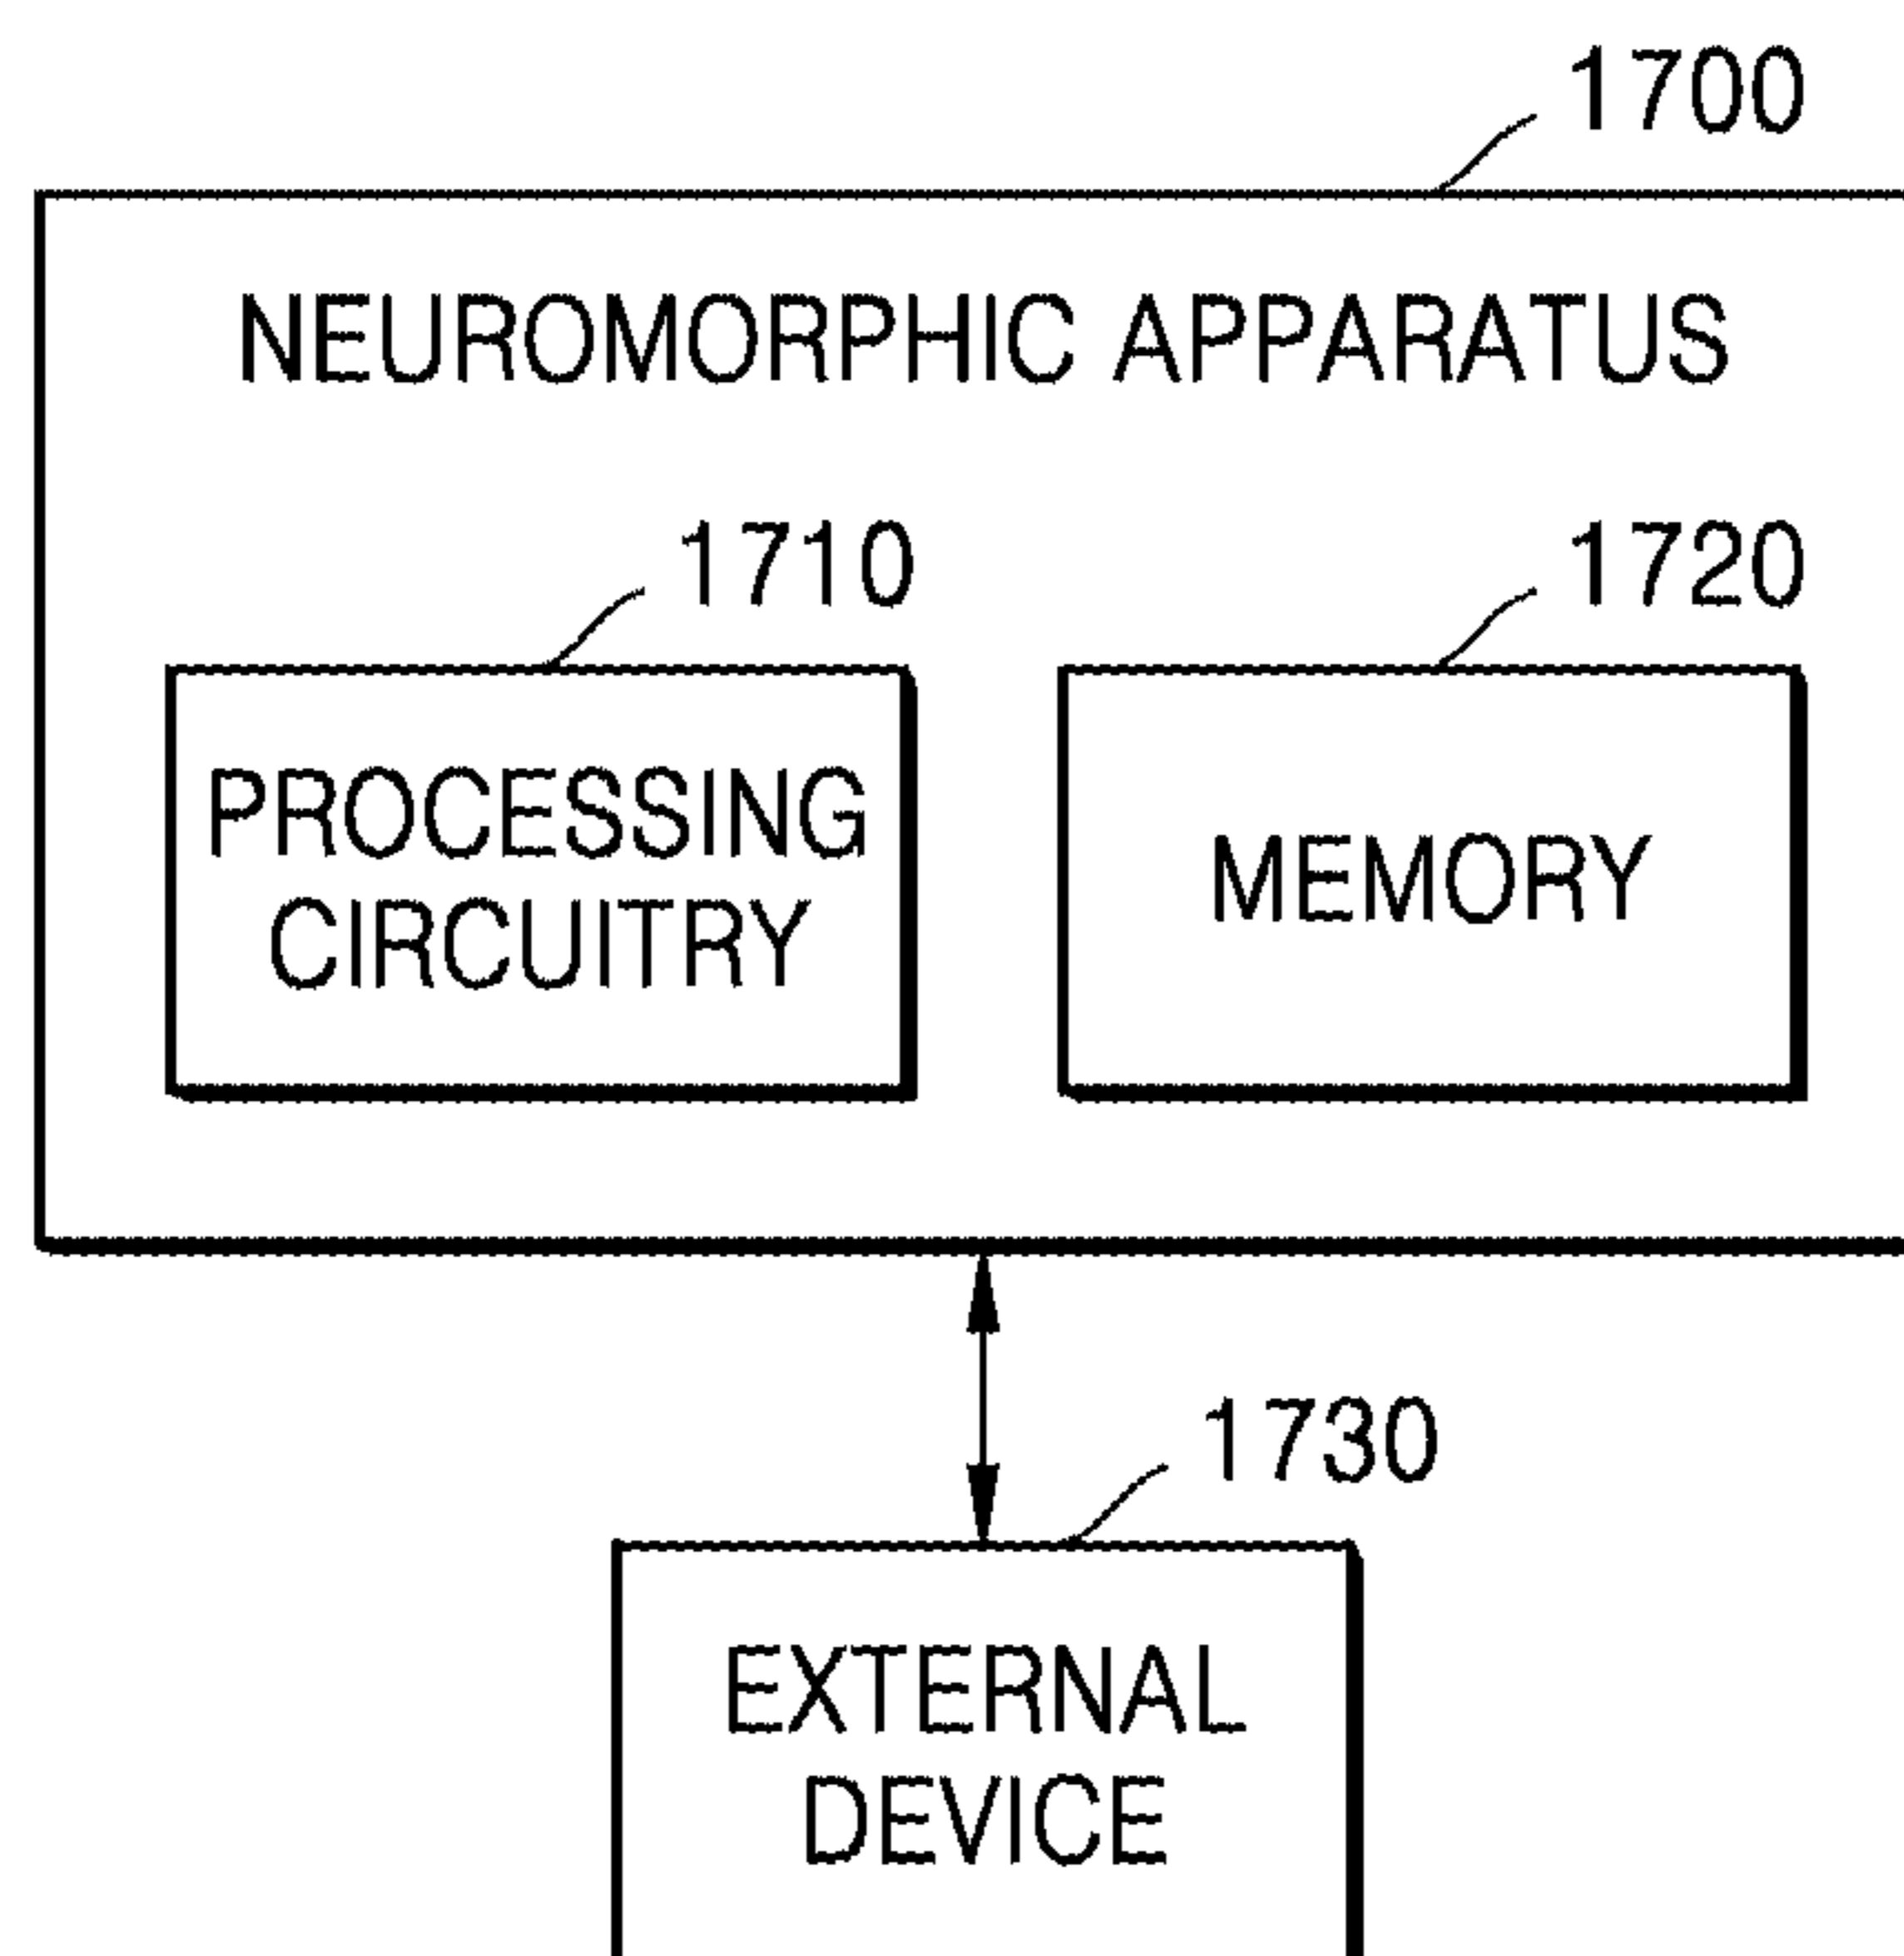 1700
NEUROMORPHIC APPARATUS
1710
1720
PROCESSING
CIRCUITRY
MEMORY
1730
EXTERNAL
DEVICE